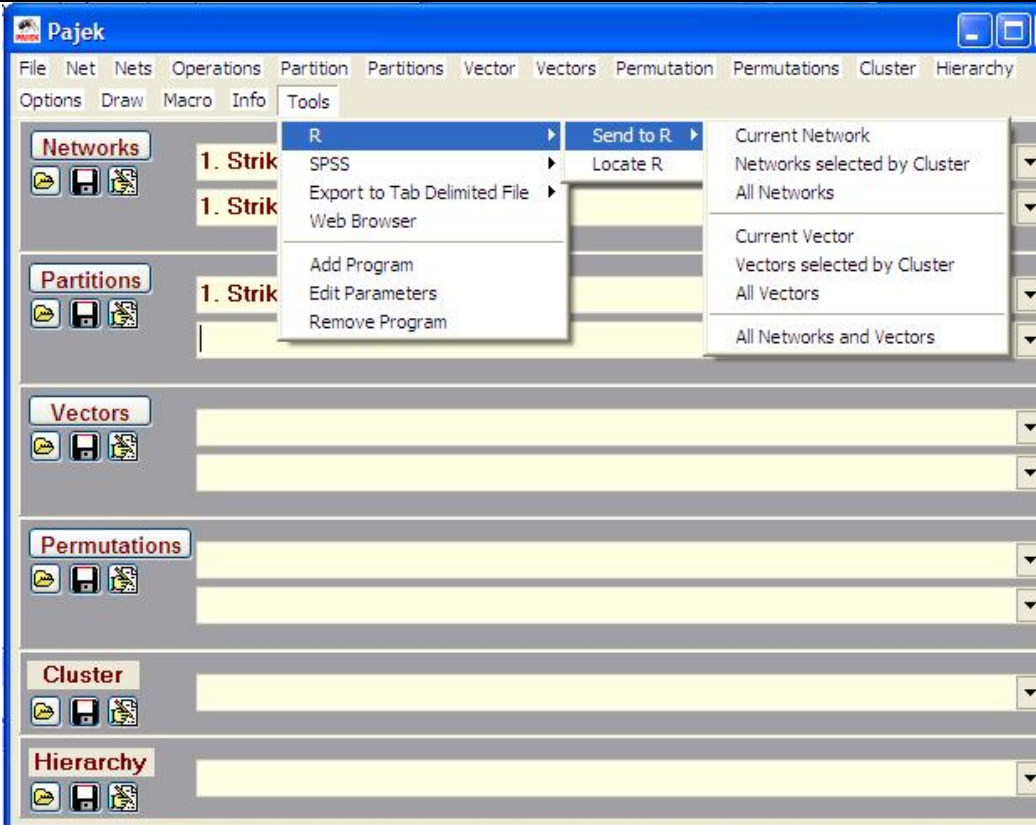 Pajek
File Net Nets Operations Partition Partitions Vector Vectors Permutation Permutations Cluster Hierarchy
Options Draw Macro Info Tools
Networks
1. Strik
1. Strik
Partitions
1. Strik
Vectors
Permutations
Cluster
Hierarchy
R
SPSS
Export to Tab Delimited File
Web Browser
Add Program
Edit Parameters
Remove Program
Send to R
Locate R
Current Network
Networks selected by Cluster
All Networks
Current Vector
Vectors selected by Cluster
All Vectors
All Networks and Vectors